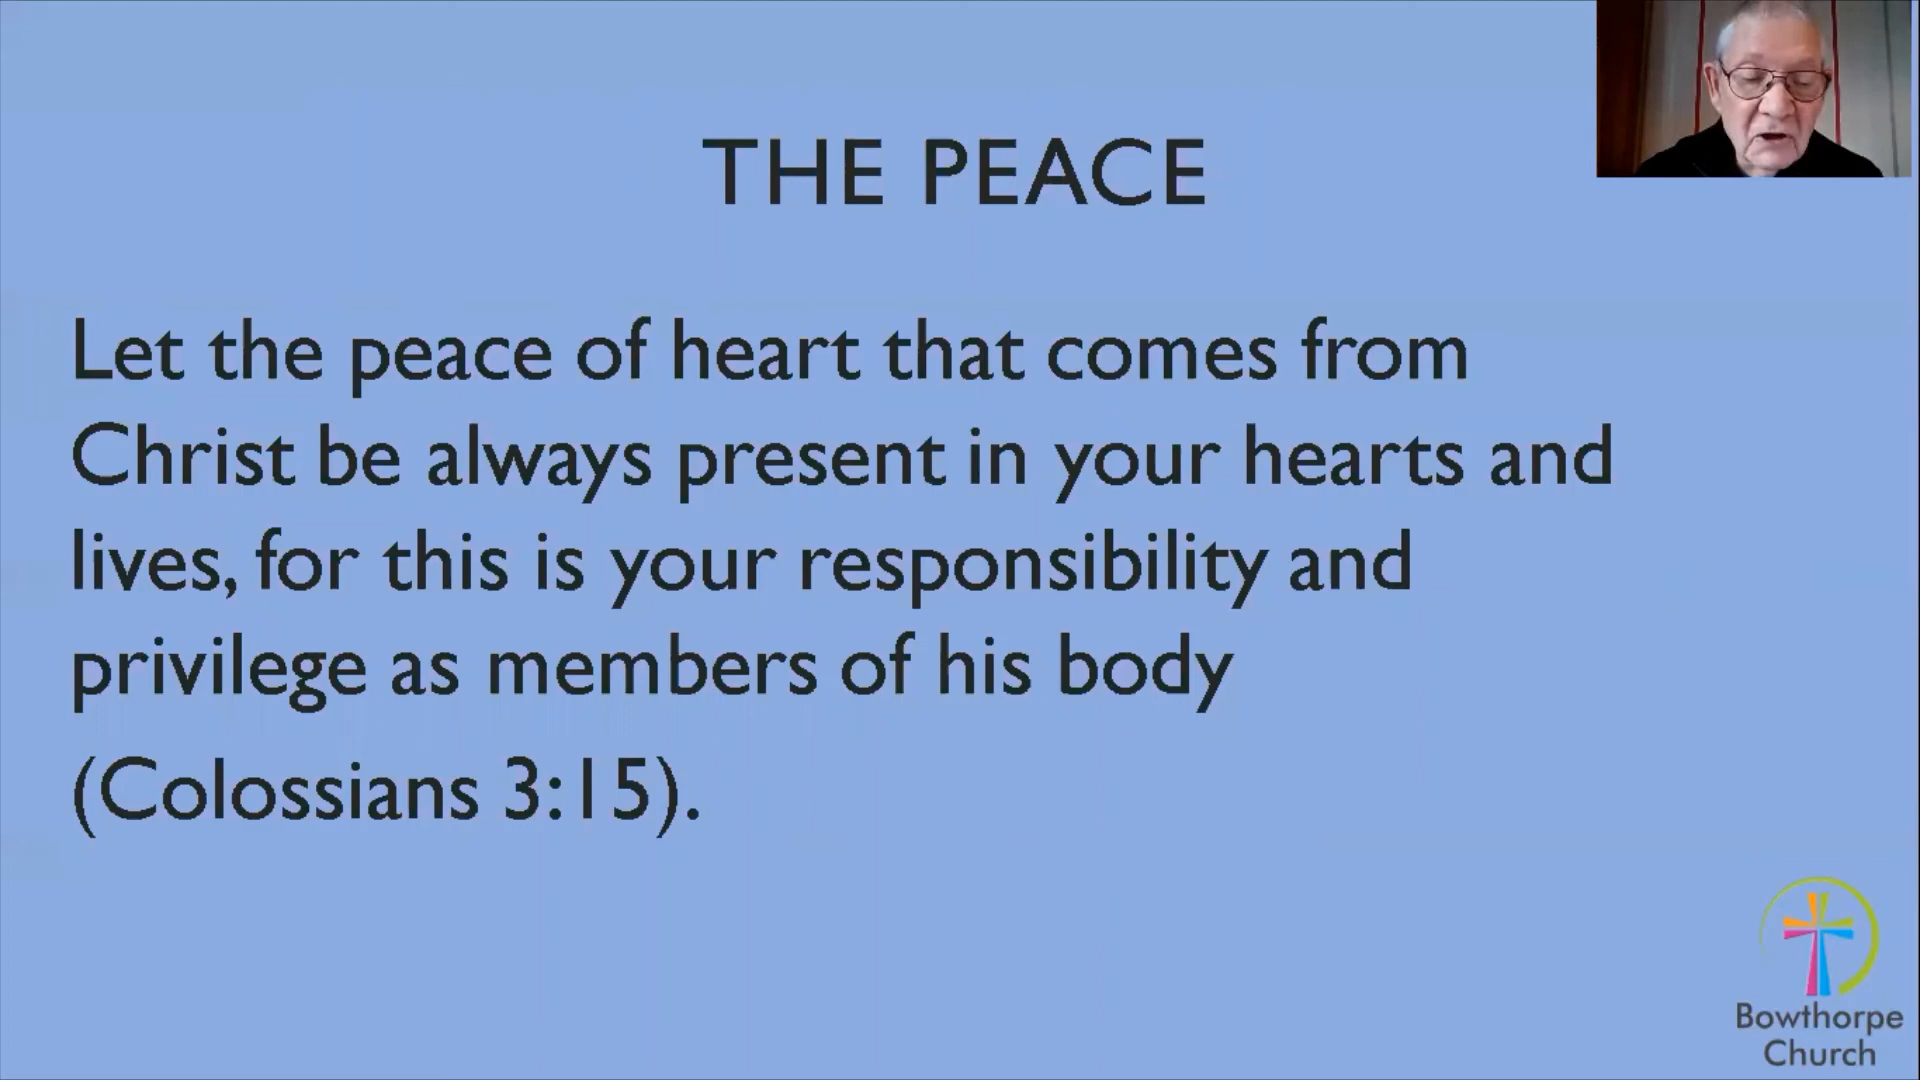 THE PEACE
Let the peace of heart that comes from
Christ be always present in your hearts and
lives, for this is your responsibility and
privilege as members of his body
(Colossians 3:15).
Bowthorpe
Church